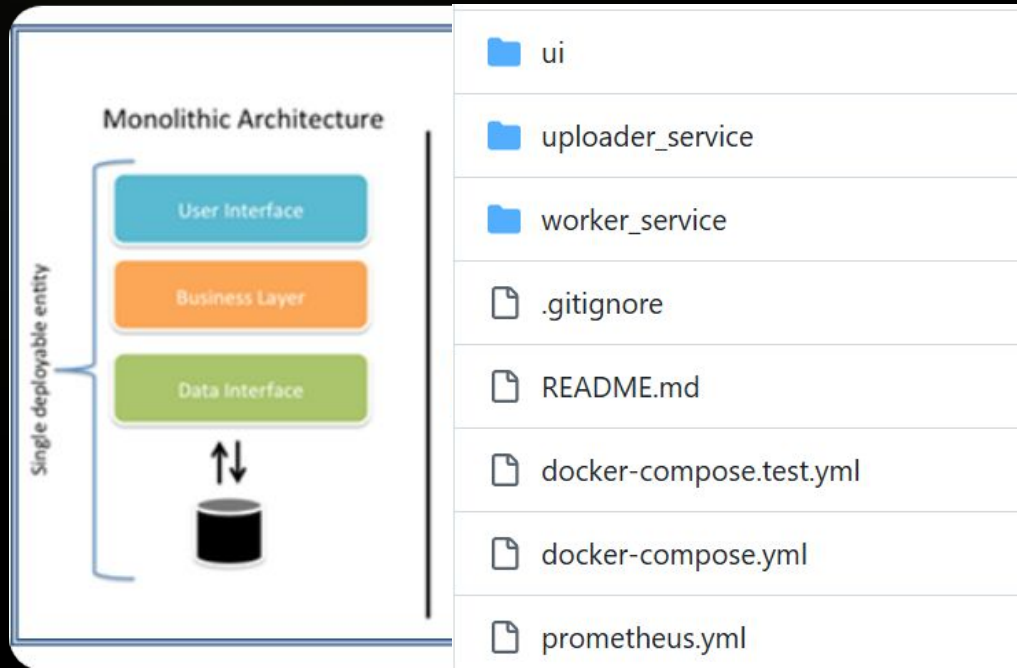 Monolithic Architecture
Single deployable entity
User Interface
Business Layer
Data Interface
ui
uploader_service
worker_service
.gitignore
README.md
docker-compose.test.yml
docker-compose.yml
prometheus.yml